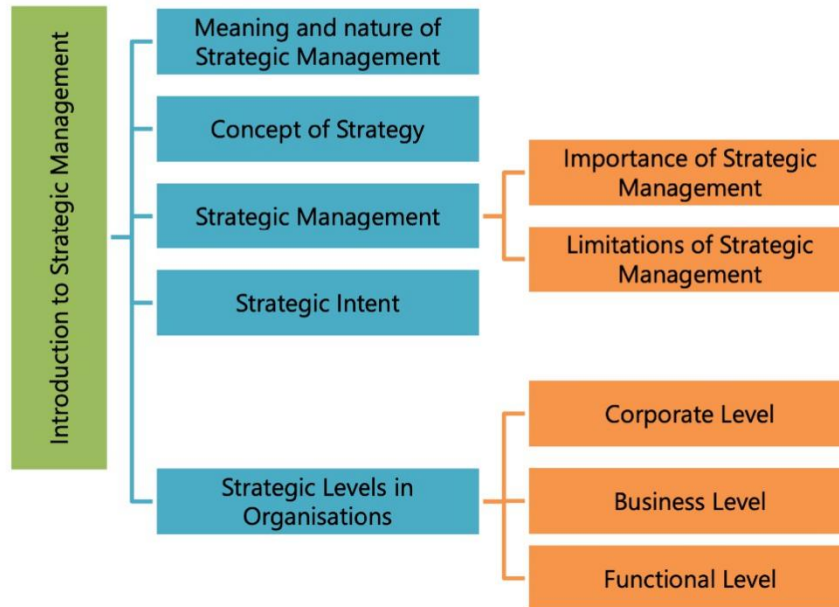 Introduction to Strategic Management
Meaning and nature of
Strategic Management
Concept of Strategy
Strategic Management
Importance of Strategic
Management
Limitations of Strategic
Management
Strategic Intent
Strategic Levels in
Organisations
Corporate Level
Business Level
Functional Level